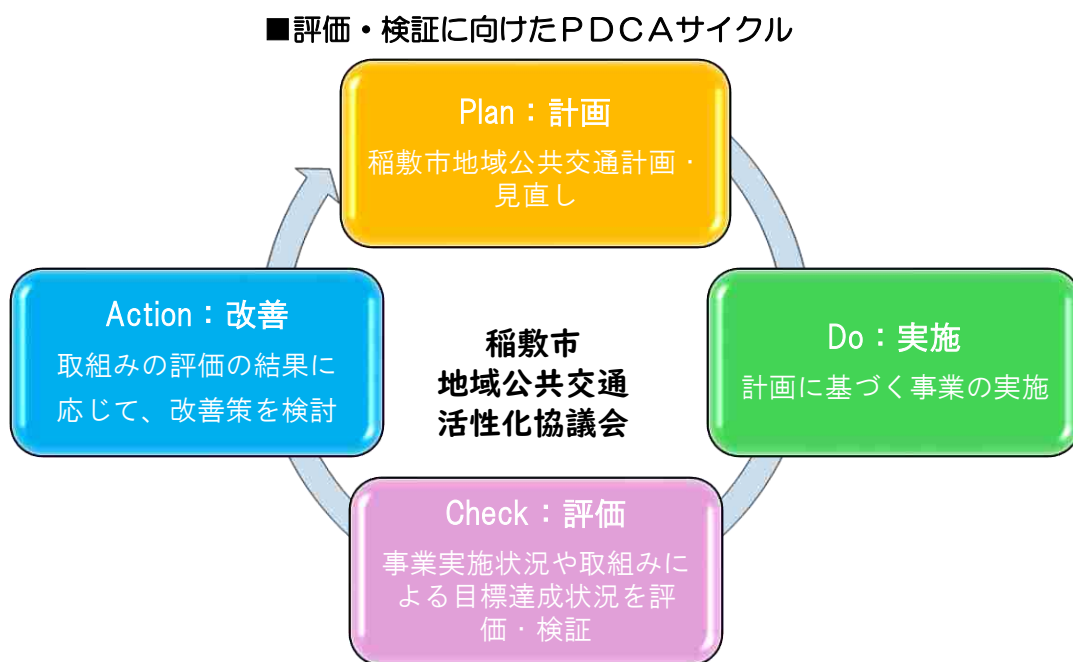 ■評価・検証に向けたPDCAサイクル
Plan：計画
稲敷市地域公共交通計画・
見直し
Do：実施
計画に基づく事業の実施
Check：評価
事業実施状況や取組みに
よる目標達成状況を評
価・検証
Action：改善
取組みの評価の結果に
応じて、改善策を検討
稲敷市
地域公共交通
活性化協議会